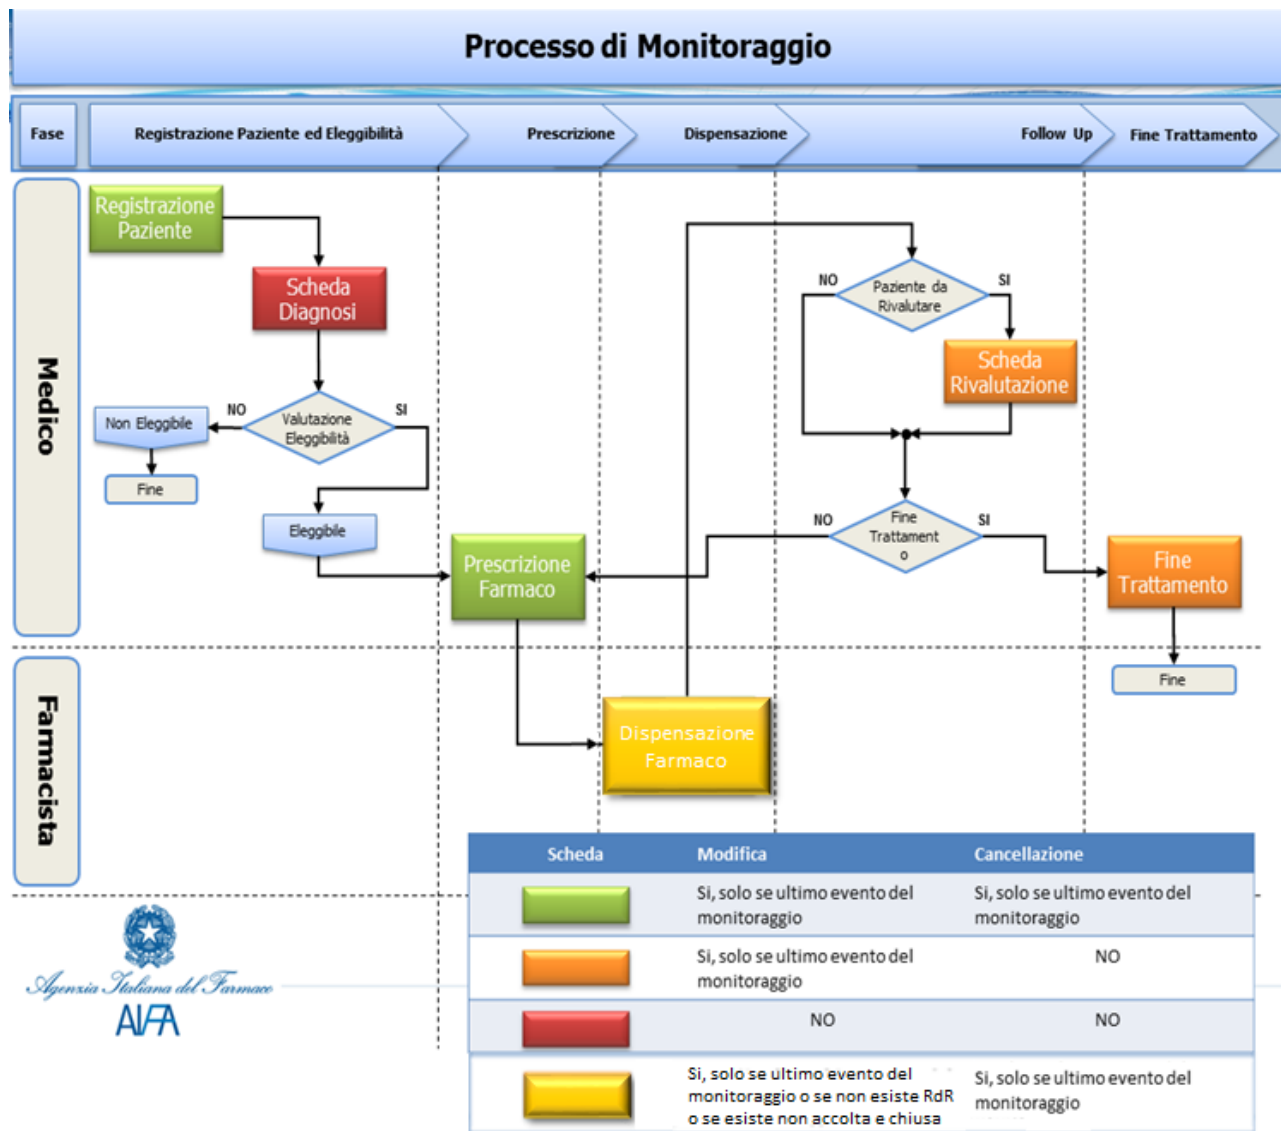 Processo di Monitoraggio
Fase
Registrazione Paziente ed Eleggibilità
Prescrizione
Dispensazione
Follow Up
Fine Trattamento
Medico
Registrazione
Paziente
Scheda
Diagnosi
NO
Paziente da
Rivalutare
SI
Scheda
Rivalutazione
Non Eleggibile
NO
Valutazione
Eleggibilità
SI
Fine
Eleggibile
NO
Fine
Trattament
o
SI
Prescrizione
Farmaco
Fine
Trattamento
Fine
Farmacista
Dispensazione
Farmaco
Scheda
Modifica
Cancellazione
Si, solo se ultimo evento del
monitoraggio
Si, solo se ultimo evento del
monitoraggio
Si, solo se ultimo evento del
monitoraggio
NO
NO
NO
Si, solo se ultimo evento del
monitoraggio o se non esiste RdR
o se esiste non accolta e chiusa
Si, solo se ultimo evento del
monitoraggio
Agenzia Italiana del Farmaco
AIFA